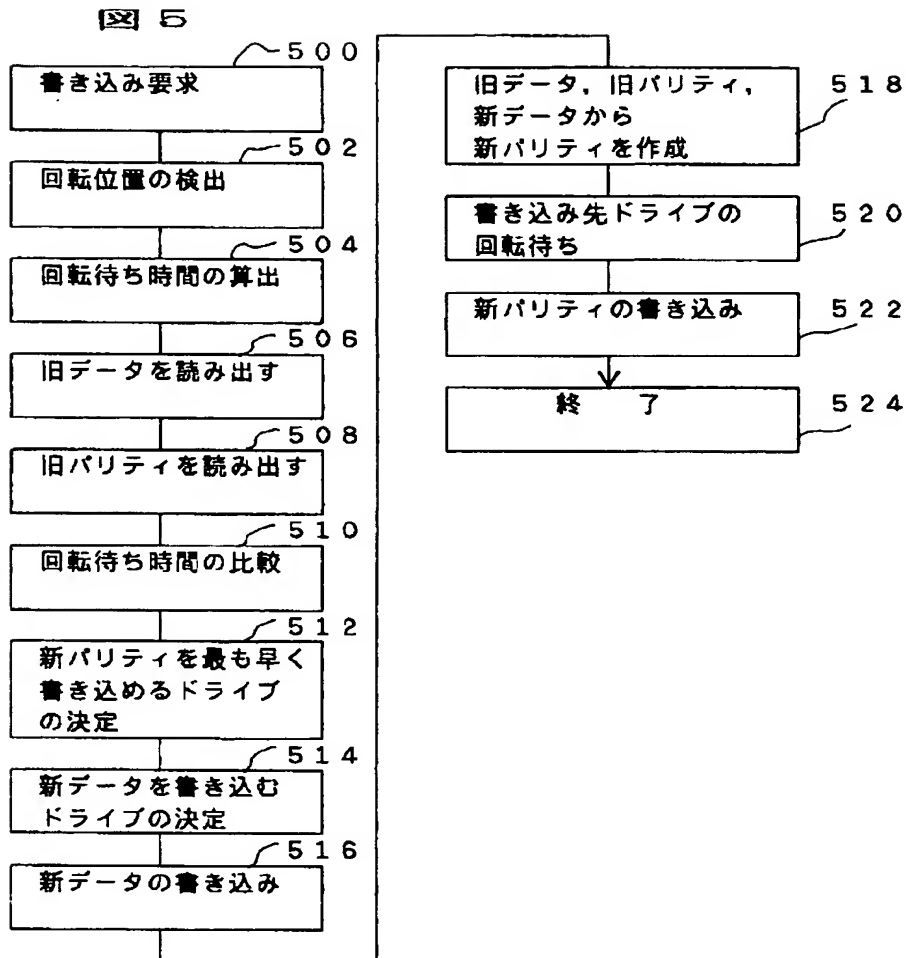 図 5
500
書き込み要求
502
回転位置の検出
504
回転待ち時間の算出
506
旧データを読み出す
508
旧パリティを読み出す
510
回転待ち時間の比較
512
新パリティを最も早く
書き込めるドライブ
の決定
514
新データを書き込む
ドライブの決定
516
新データの書き込み
旧データ,旧パリティ,
新データから
新パリティを作成
518
書き込み先ドライブの
回転待ち
520
新パリティの書き込み
522
終 了
524